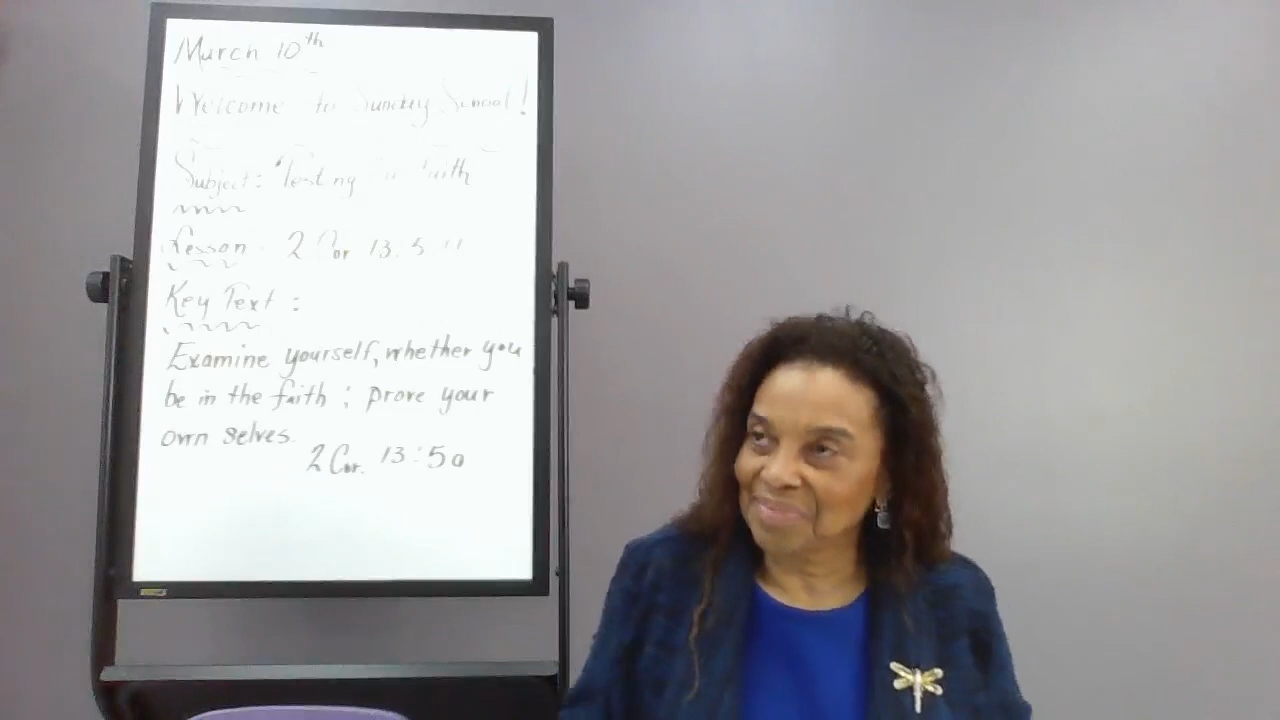 March 10th
Welcome to Sunday School!
Subject: "Testing Faith
Lesson: 2 Cor 13:5-11
Key Text:
Examine yourself, whether you
be in the faith; prove your
own selves.
2 Cor. 13:5a